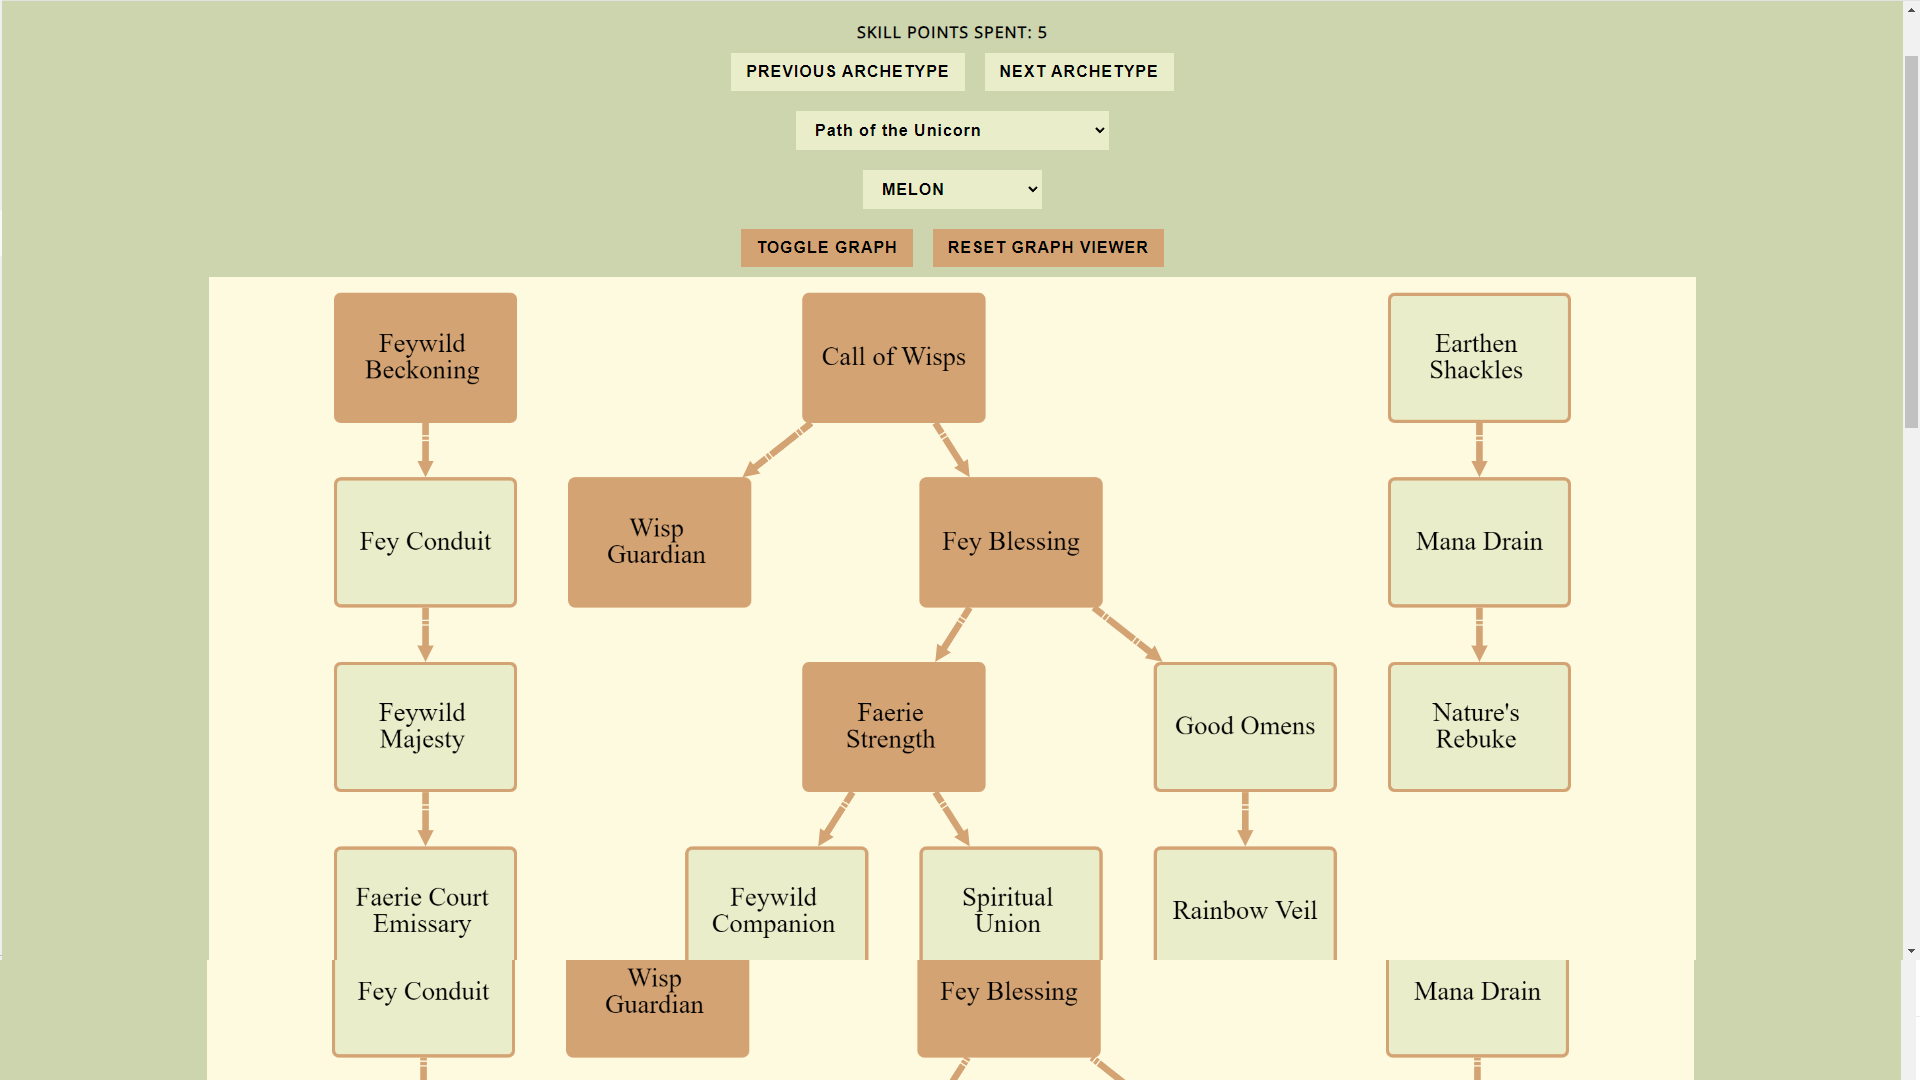 SKILL POINTS SPENT: 5
PREVIOUS ARCHETYPE
NEXT ARCHETYPE
Path of the Unicorn
MELON
TOGGLE GRAPH
RESET GRAPH VIEWER
Feywild
Beckoning
Call of Wisps
Earthen
Shackles
Fey Conduit
Wisp
Guardian
Fey Blessing
Mana Drain
Feywild
Majesty
Faerie
Strength
Good Omens
Nature's
Rebuke
Faerie Court
Emissary
Feywild
Companion
Spiritual
Union
Rainbow Veil
Fey Conduit
Wisp
Guardian
Fey Blessing
Mana Drain